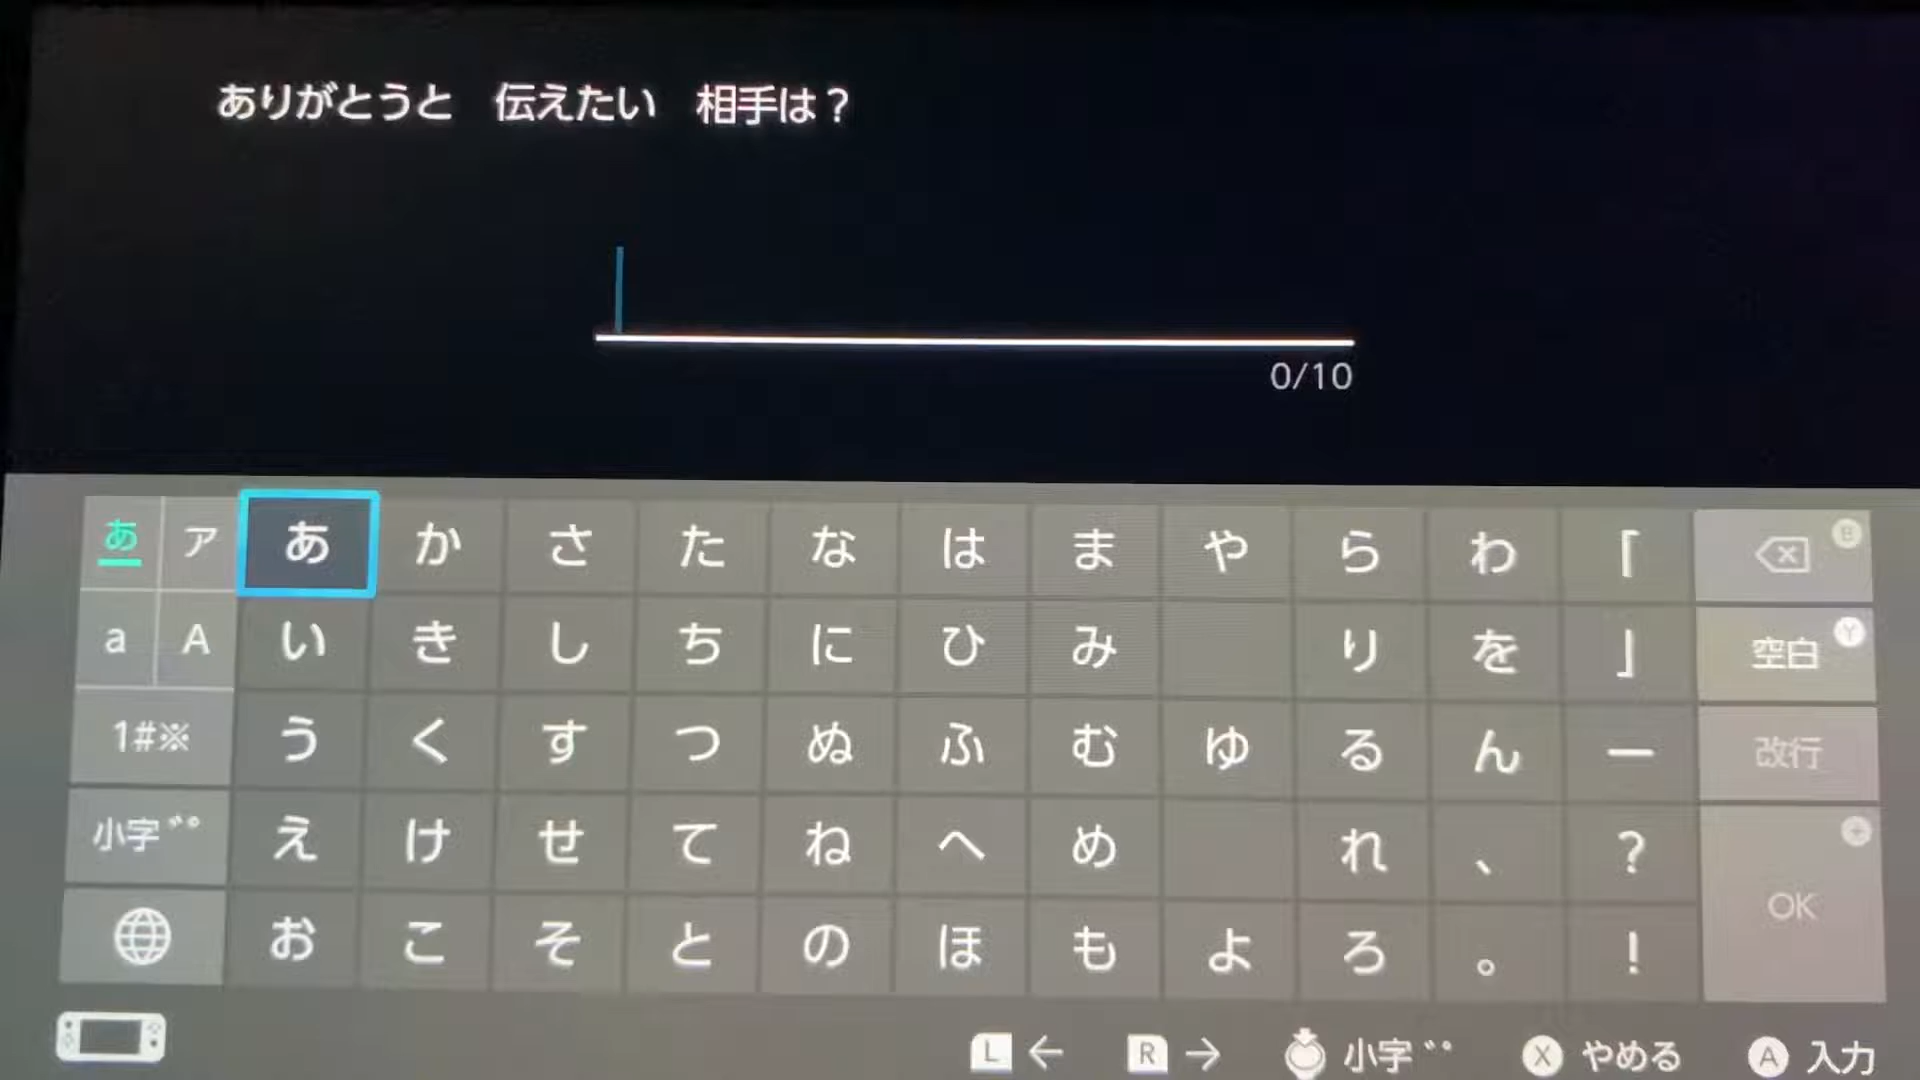 ありがとうと　伝えたい　相手は？
0/10
あ ア あ か さ た な は ま や ら わ 「 B
a A い き し ち に ひ み り を 」 空白 Y
1#※ う く す つ ぬ ふ む ゆ る ん ー 改行
小字゛゜ え け せ て ね へ め れ 、 ? +
お こ そ と の ほ も よ ろ 。 ! OK
L ← R → 小字゛゜ X やめる A 入力